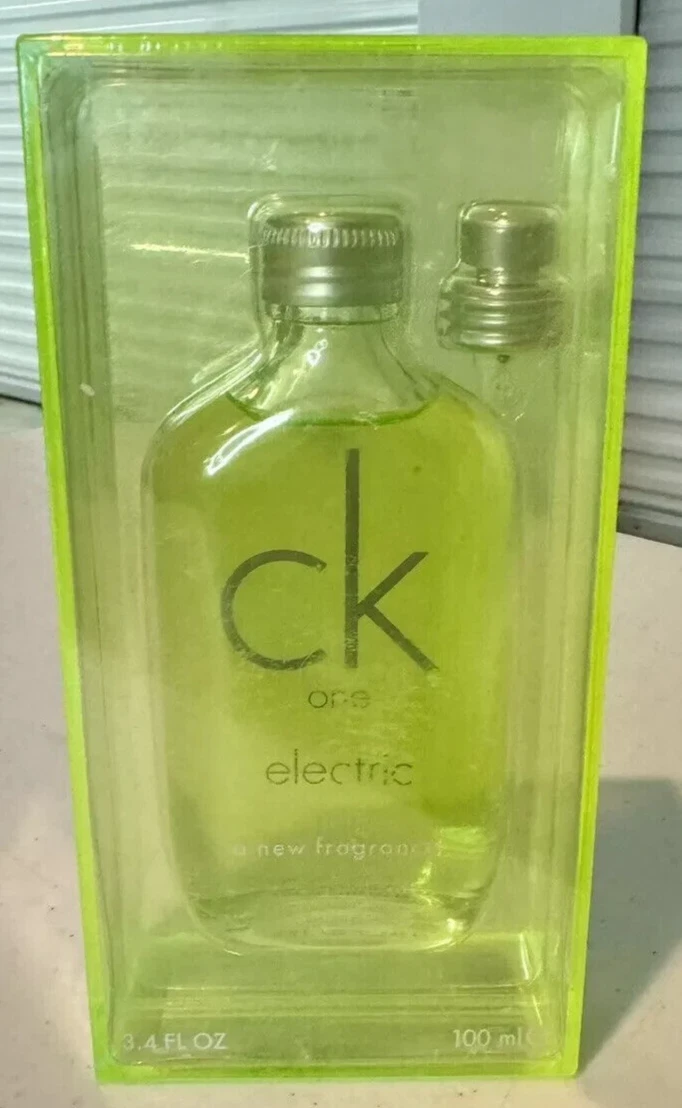 ck
one
electric
a new fragrance
3.4 FL OZ
100 ml